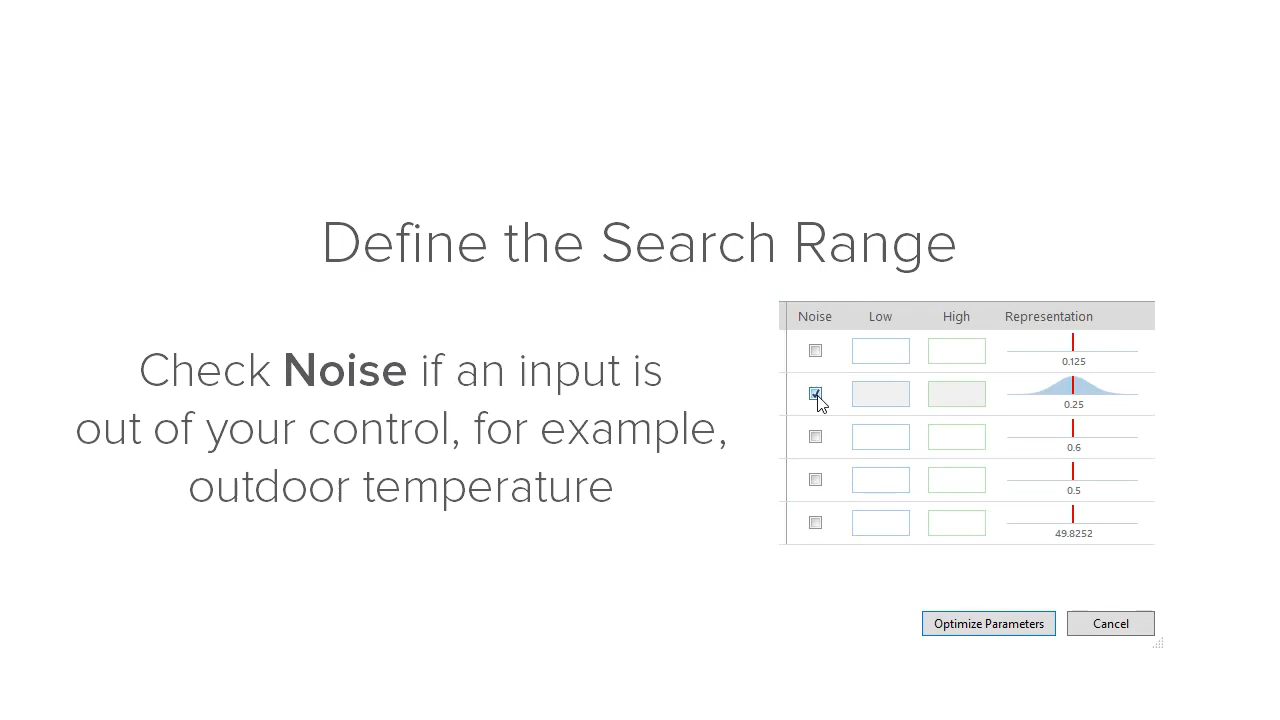 Define the Search Range
Check Noise if an input is
out of your control, for example,
outdoor temperature
Noise Low High Representation
0.125
0.25
0.6
0.5
49.8252
Optimize Parameters Cancel